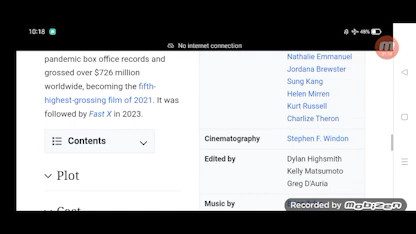 10:18
48%
No internet connection
pandemic box office records and
grossed over $726 million
worldwide, becoming the fifth-
highest-grossing film of 2021. It was
followed by Fast X in 2023.
Contents
Plot
Cast
Nathalie Emmanuel
Jordana Brewster
Sung Kang
Helen Mirren
Kurt Russell
Charlize Theron
Cinematography Stephen F. Windon
Edited by Dylan Highsmith
Kelly Matsumoto
Greg D'Auria
Music by
Recorded by Mobizen